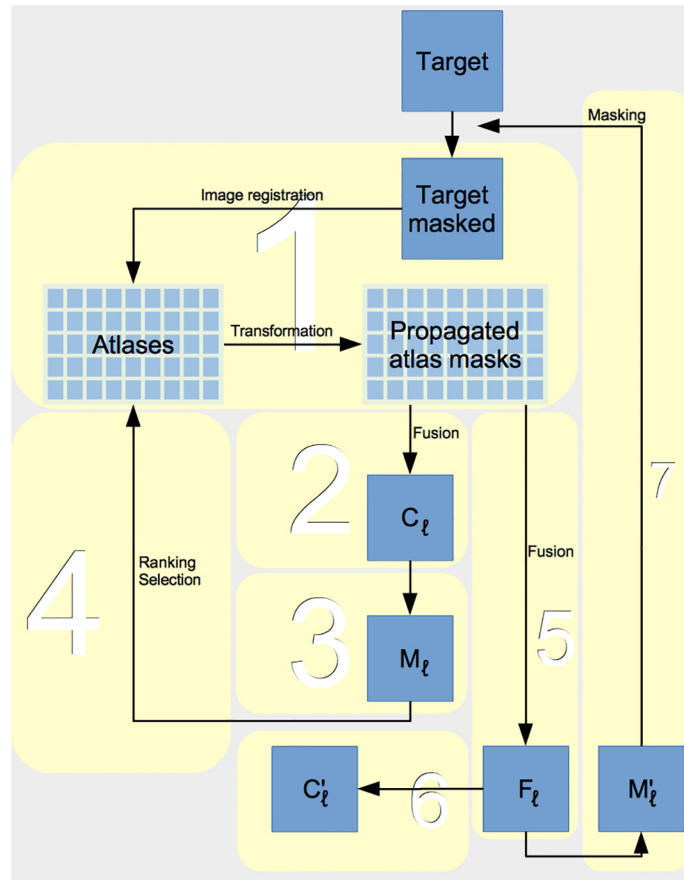 Target
Masking
Target
masked
Image registration
1
Atlases
Transformation
Propagated
atlas masks
Fusion
2
7
Cℓ
4
Ranking
Selection
Fusion
5
3
Mℓ
C'ℓ
6
Fℓ
M'ℓ